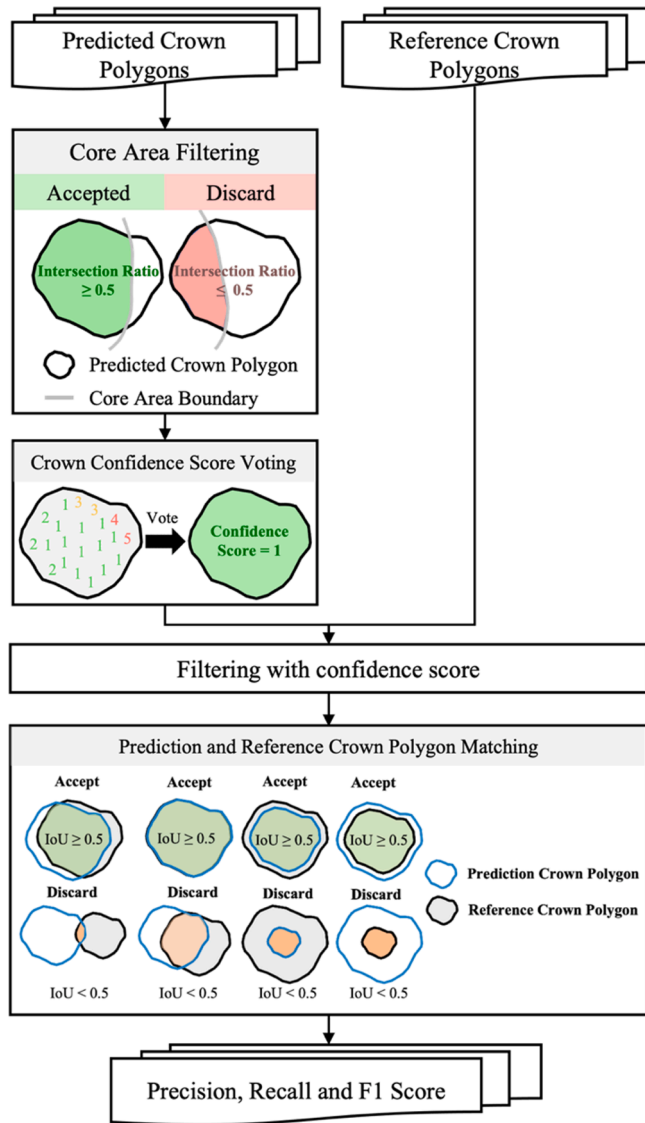 Predicted Crown
Polygons
Reference Crown
Polygons
Core Area Filtering
Accepted
Discard
Intersection Ratio
≥ 0.5
Intersection Ratio
≤ 0.5
Predicted Crown Polygon
Core Area Boundary
Crown Confidence Score Voting
1 3
2 3
1 1 1 1 4
2 1 1 1 1 5
1 1
2 1 1 1
1
Vote
Confidence
Score = 1
Filtering with confidence score
Prediction and Reference Crown Polygon Matching
Accept
Accept
Accept
Accept
IoU ≥ 0.5
IoU ≥ 0.5
IoU ≥ 0.5
IoU ≥ 0.5
Prediction Crown Polygon
Reference Crown Polygon
Discard
Discard
Discard
Discard
IoU < 0.5
IoU < 0.5
IoU < 0.5
IoU < 0.5
Precision, Recall and F1 Score